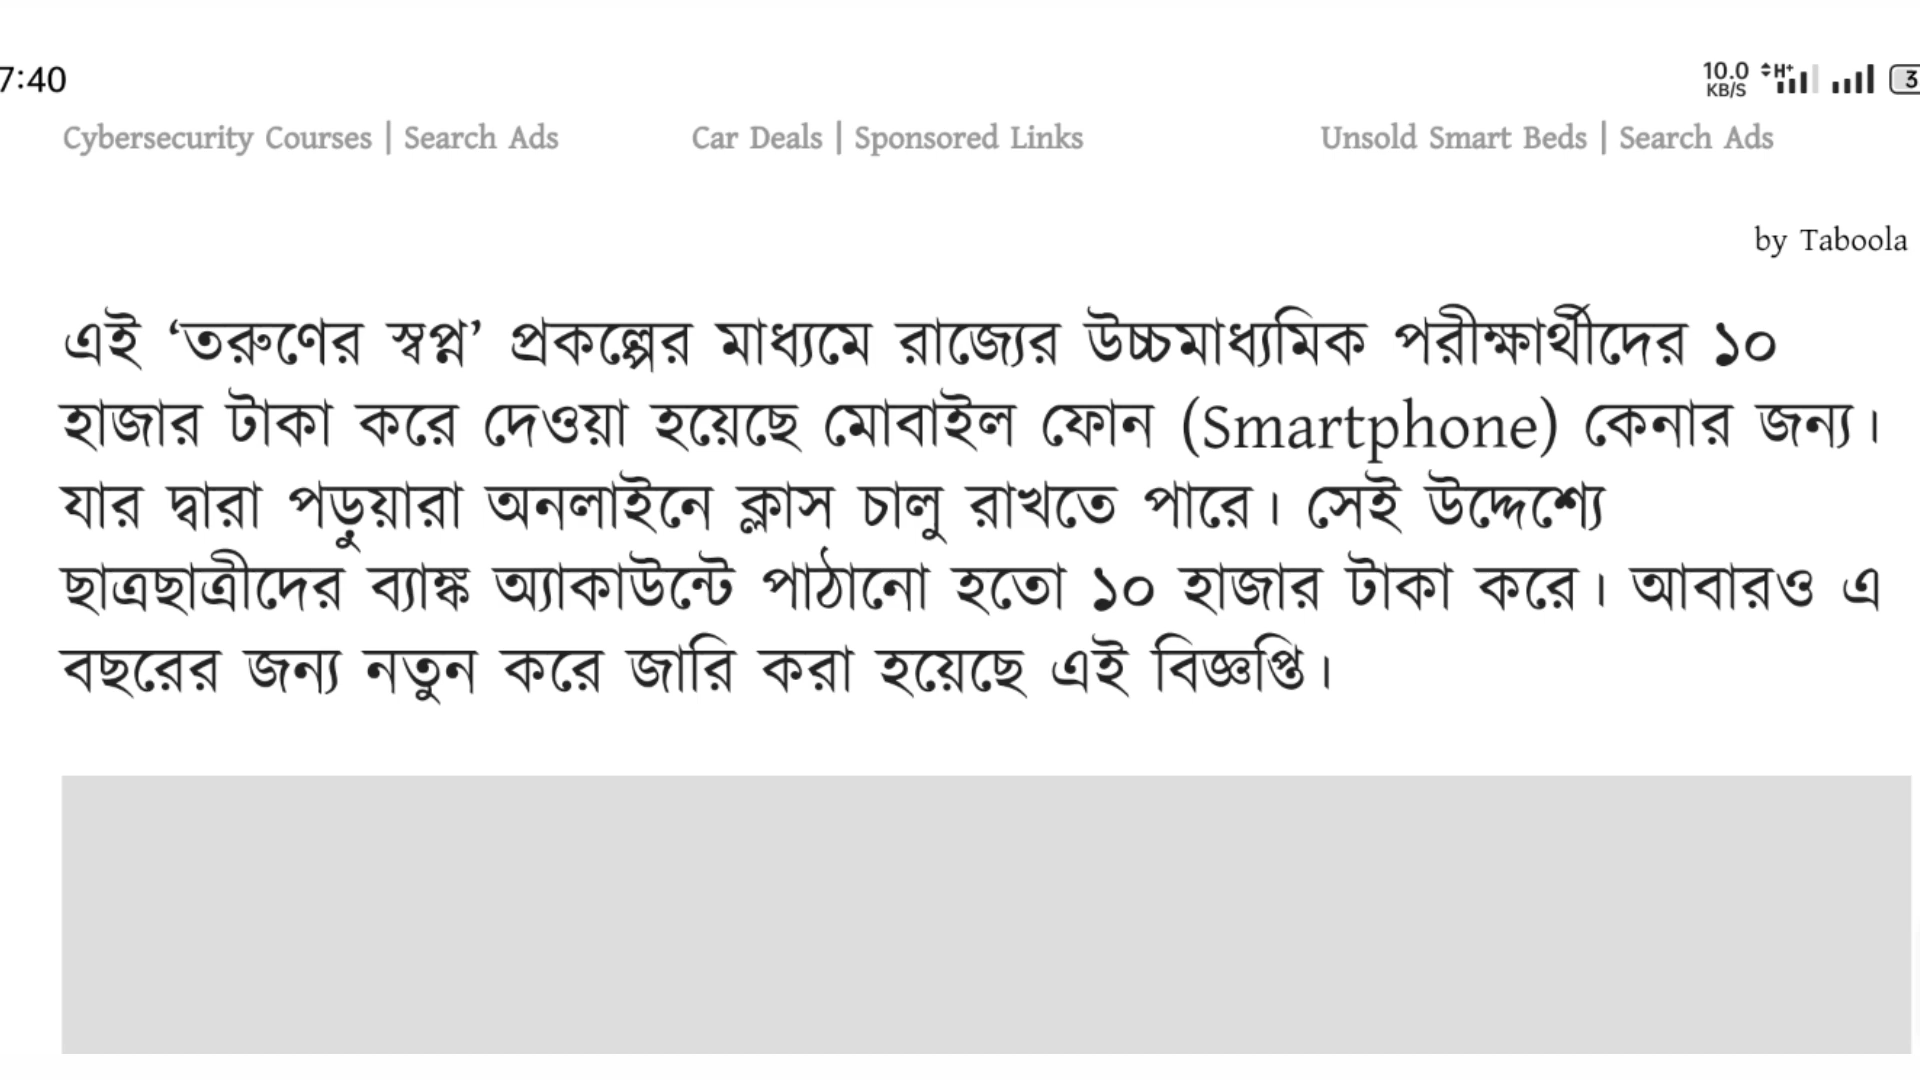 7:40 10.0 KB/S H+ 3
Cybersecurity Courses | Search Ads Car Deals | Sponsored Links Unsold Smart Beds | Search Ads
by Taboola
এই ‘তরুণের স্বপ্ন’ প্রকল্পের মাধ্যমে রাজ্যের উচ্চমাধ্যমিক পরীক্ষার্থীদের ১০
হাজার টাকা করে দেওয়া হয়েছে মোবাইল ফোন (Smartphone) কেনার জন্য।
যার দ্বারা পড়ুয়ারা অনলাইনে ক্লাস চালু রাখতে পারে। সেই উদ্দেশ্যে
ছাত্রছাত্রীদের ব্যাঙ্ক অ্যাকাউন্টে পাঠানো হতো ১০ হাজার টাকা করে। আবারও এ
বছরের জন্য নতুন করে জারি করা হয়েছে এই বিজ্ঞপ্তি।